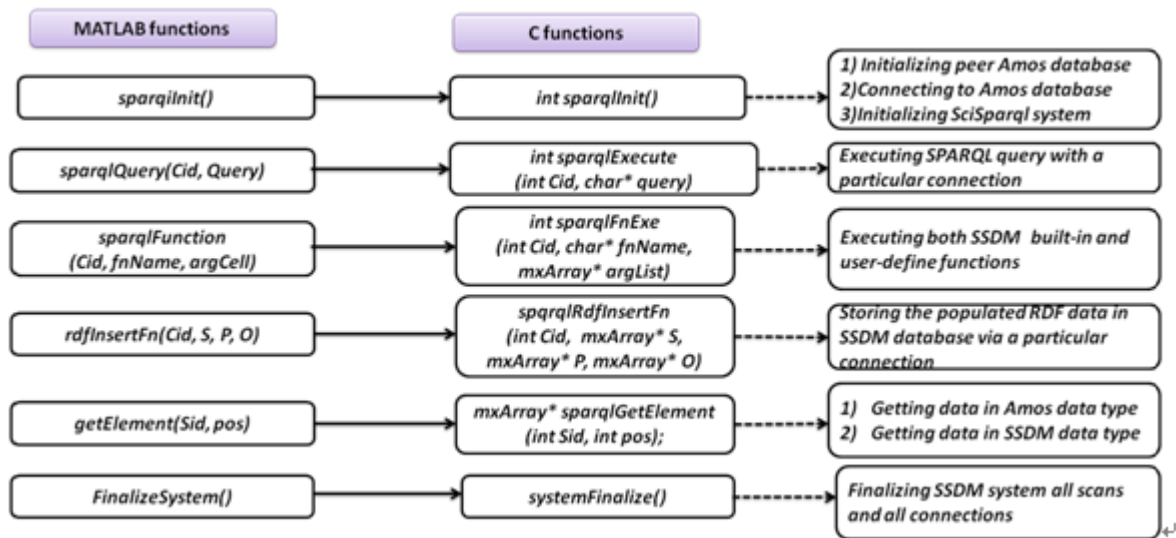 MATLAB functions
C functions
sparqilnit()
int sparqlInit()
1) Initializing peer Amos database
2)Connecting to Amos database
3)Initializing SciSparql system
sparqlQuery(Cid, Query)
int sparqlExecute
(int Cid, char* query)
Executing SPARQL query with a
particular connection
sparqlFunction
(Cid, fnName, argCell)
int sparqlFnExe
(int Cid, char* fnName,
mxArray* argList)
Executing both SSDM built-in and
user-define functions
rdfInsertFn(Cid, S, P, O)
spqrqlRdfInsertFn
(int Cid, mxArray* S,
mxArray* P, mxArray* O)
Storing the populated RDF data in
SSDM database via a particular
connection
getElement(Sid, pos)
mxArray* sparqlGetElement
(int Sid, int pos);
1) Getting data in Amos data type
2) Getting data in SSDM data type
FinalizeSystem()
systemFinalize()
Finalizing SSDM system all scans
and all connections